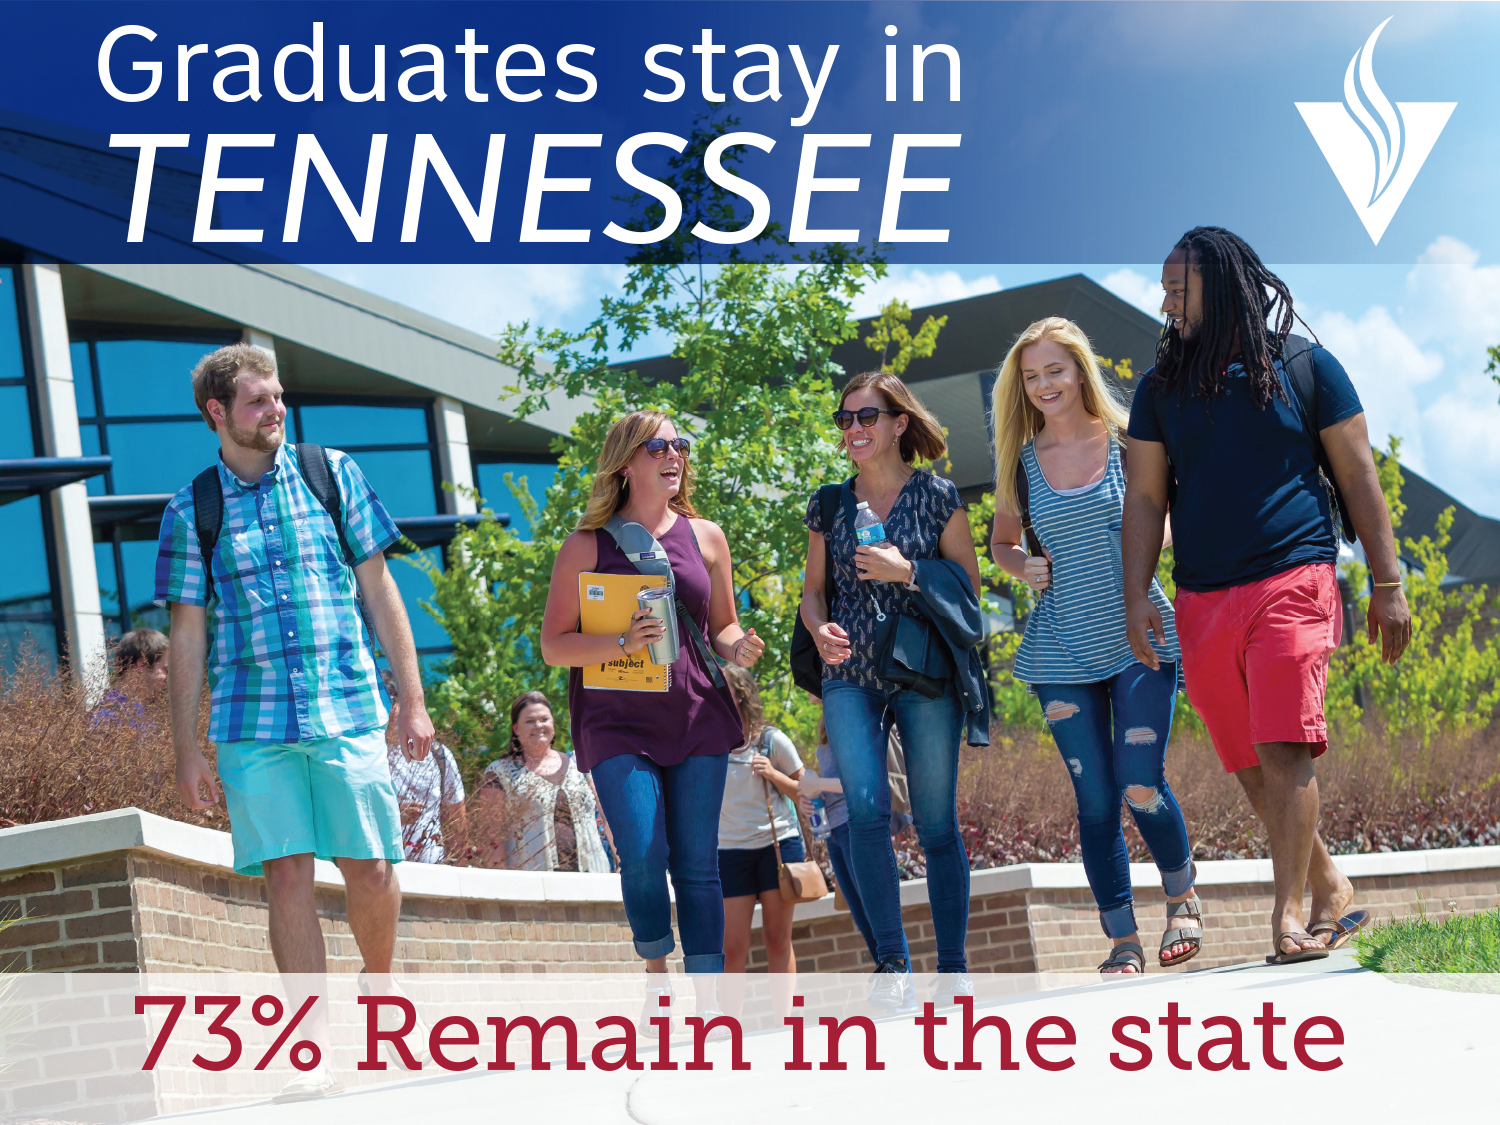 Graduates stay in
TENNESSEE
subject
73% Remain in the state